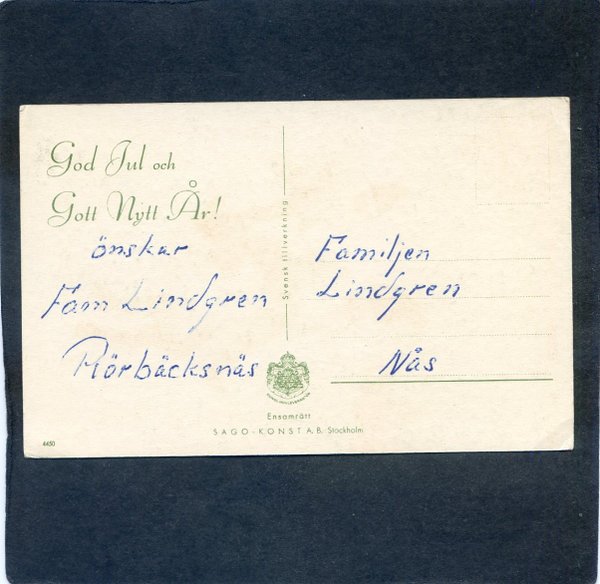 God Jul och
Gott Nytt År!
önskar
Fam Lindgren
Rörbäcksnäs
Svensk tillverkning
Familjen
Lindgren
Nås
Ensamrätt
SAGO-KONST A.B. Stockholm
4450